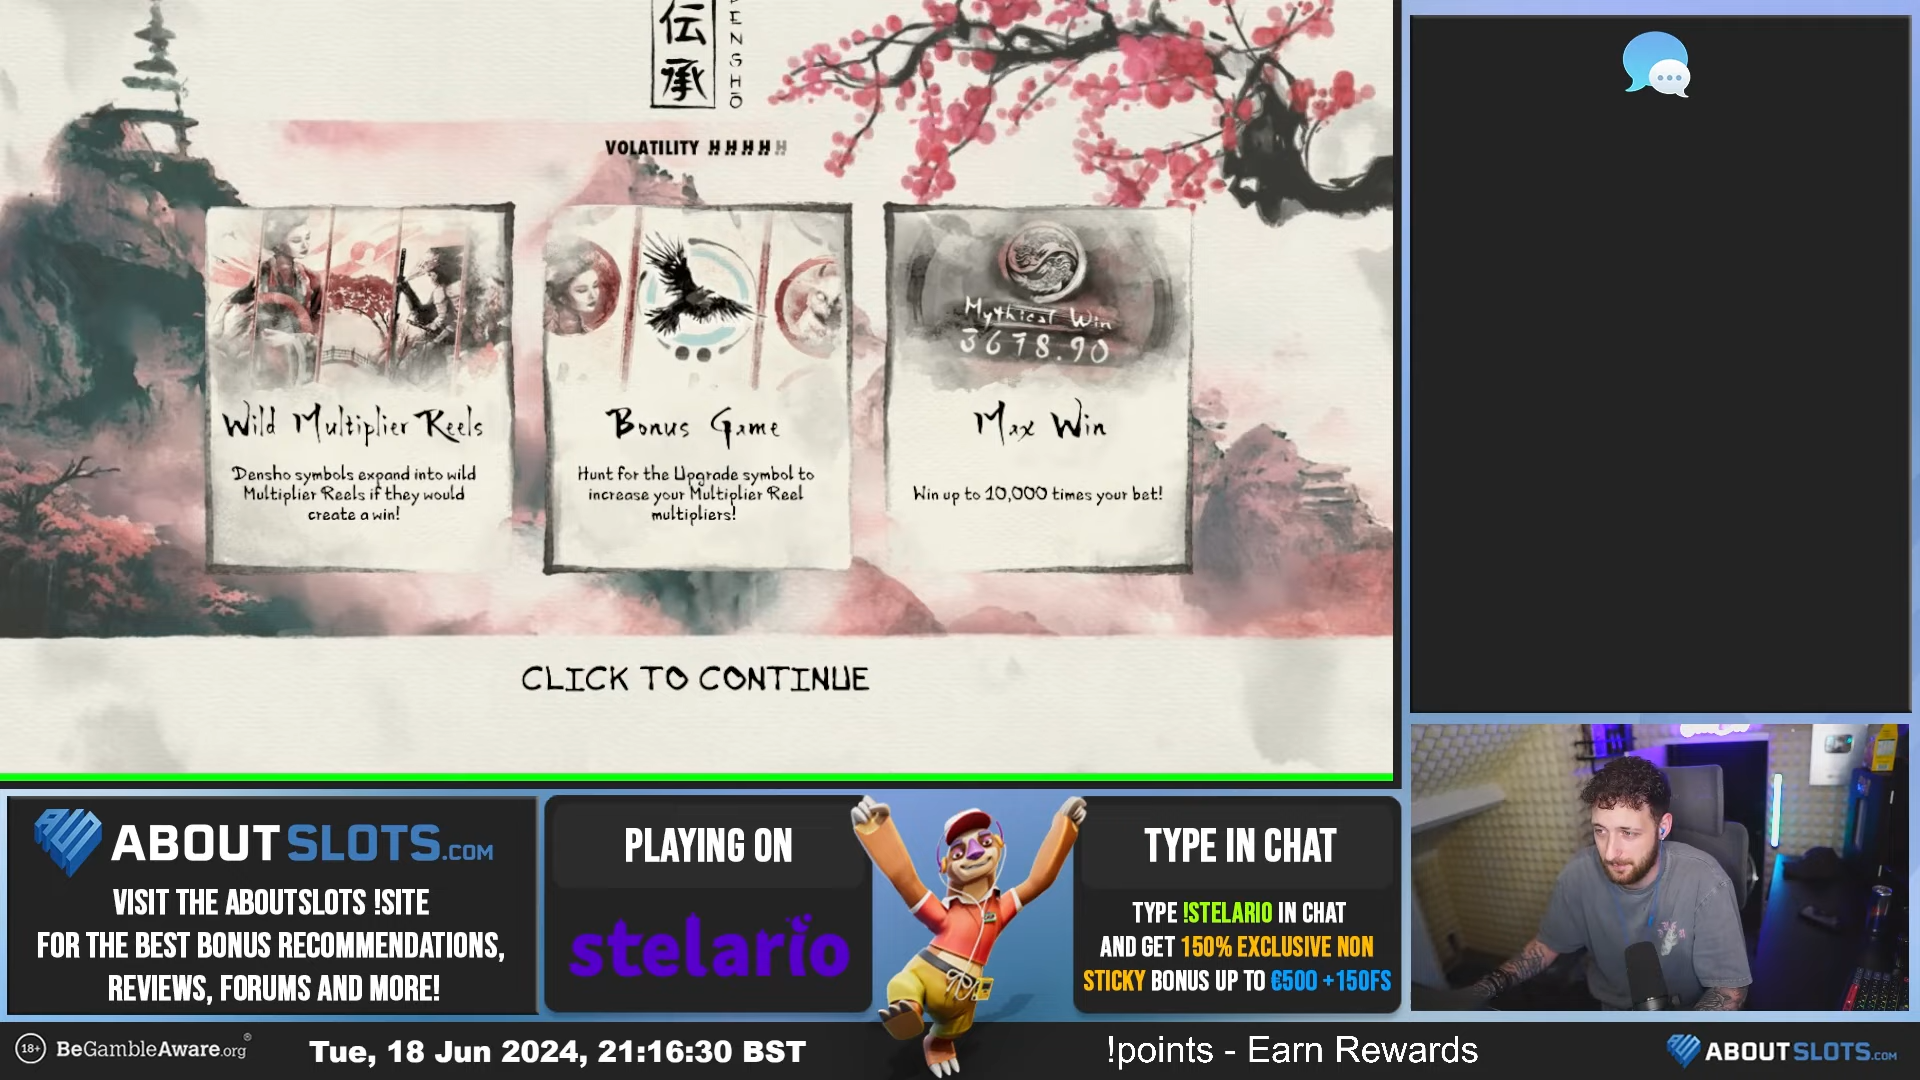 伝
承
ENSHŌ
VOLATILITY
Mythical Win
3678.90
Wild Multiplier Reels
Densho symbols expand into wild
Multiplier Reels if they would
create a win!
Bonus Game
Hunt for the Upgrade symbol to
increase your Multiplier Reel
multipliers!
Max Win
Win up to 10,000 times your bet!
CLICK TO CONTINUE
ABOUTSLOTS.COM
VISIT THE ABOUTSLOTS !SITE
FOR THE BEST BONUS RECOMMENDATIONS,
REVIEWS, FORUMS AND MORE!
PLAYING ON
stelario
TYPE IN CHAT
TYPE !STELARIO IN CHAT
AND GET 150% EXCLUSIVE NON
STICKY BONUS UP TO €500 +150FS
18+ BeGambleAware.org®
Tue, 18 Jun 2024, 21:16:30 BST
!points - Earn Rewards
ABOUTSLOTS.COM